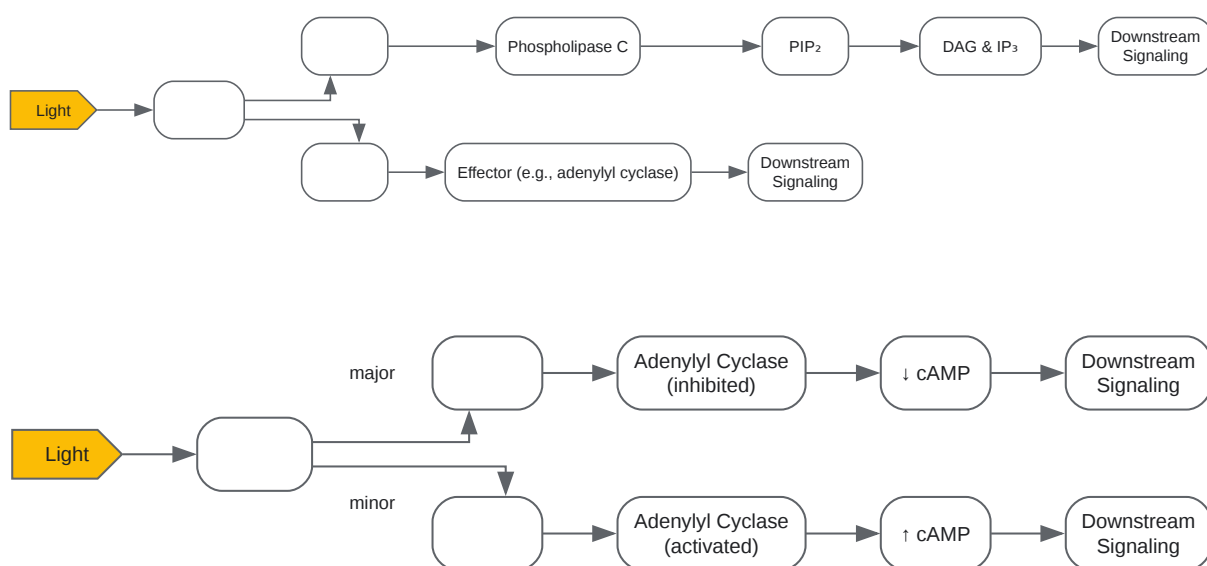 Light
Phospholipase C
PIP₂
DAG & IP₃
Downstream
Signaling
Effector (e.g., adenylyl cyclase)
Downstream
Signaling
Light
major
Adenylyl Cyclase
(inhibited)
↓ cAMP
Downstream
Signaling
minor
Adenylyl Cyclase
(activated)
↑ cAMP
Downstream
Signaling